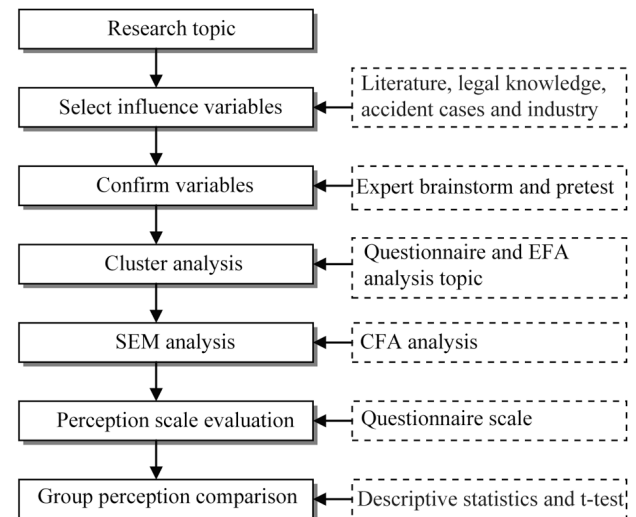 Research topic
Select influence variables
Literature, legal knowledge,
accident cases and industry
Confirm variables
Expert brainstorm and pretest
Cluster analysis
Questionnaire and EFA
analysis topic
SEM analysis
CFA analysis
Perception scale evaluation
Questionnaire scale
Group perception comparison
Descriptive statistics and t-test